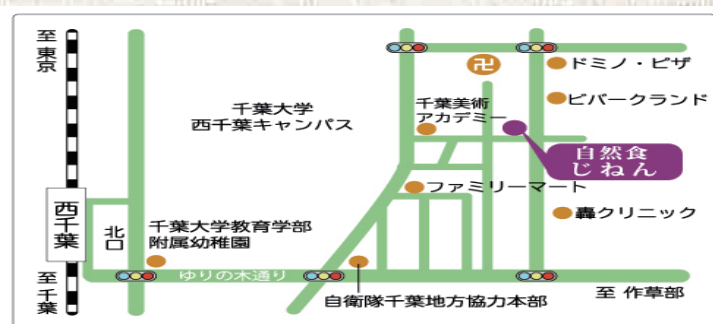 至東京
千葉大学
西千葉キャンパス
卍
ドミノ・ピザ
ビバークランド
千葉美術
アカデミー
自然食
じねん
ファミリーマート
西千葉
北口
千葉大学教育学部
附属幼稚園
轟クリニック
至千葉
ゆりの木通り
自衛隊千葉地方協力本部
至 作草部